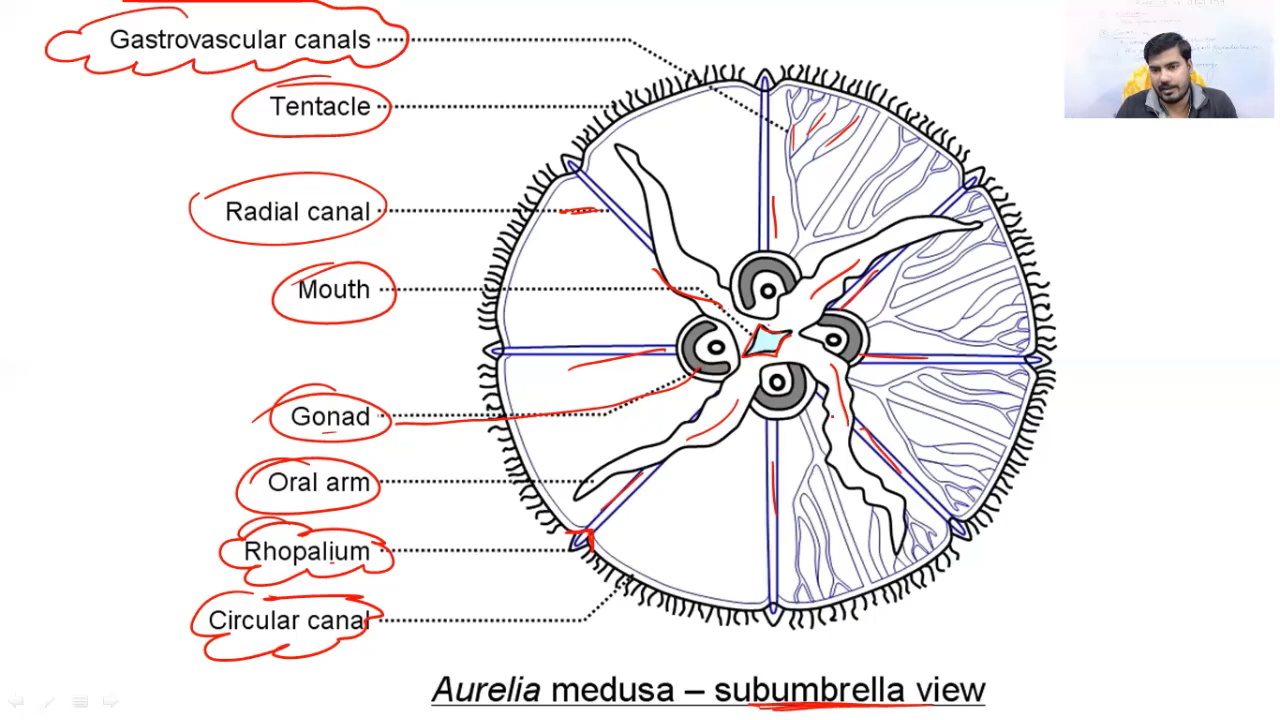 Gastrovascular canals
Tentacle
Radial canal
Mouth
Gonad
Oral arm
Rhopalium
Circular canal
Aurelia medusa – subumbrella view